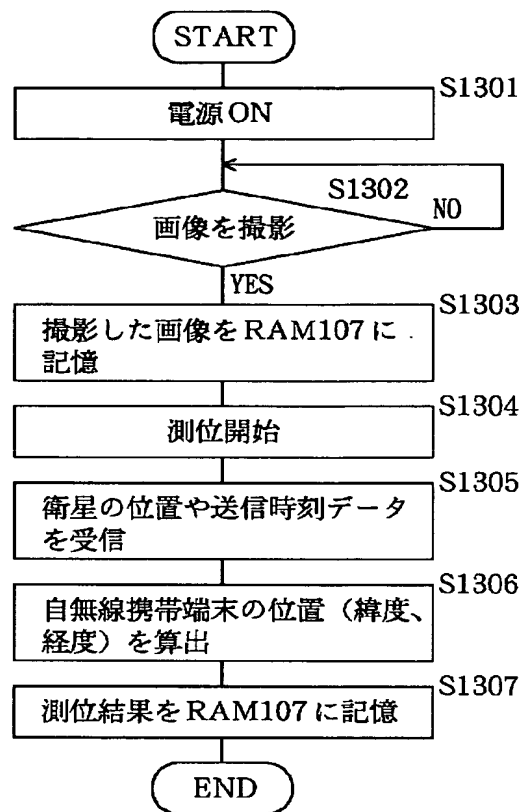 START
S1301
電源ON
S1302
画像を撮影
NO
YES
S1303
撮影した画像をRAM107に
記憶
S1304
測位開始
S1305
衛星の位置や送信時刻データ
を受信
S1306
自無線携帯端末の位置（緯度、
経度）を算出
S1307
測位結果をRAM107に記憶
END